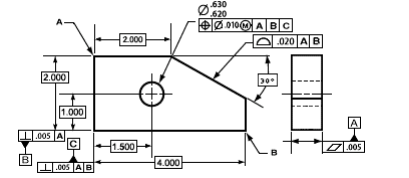 ⌀ .630
.620
⌖ ⌀ .010 Ⓜ A B C
A
2.000
⌓ .020 A B
2.000
30°
1.000
A
⟂ .005 A
B
C
1.500
B
⏥ .005
⟂ .005 A B
4.000